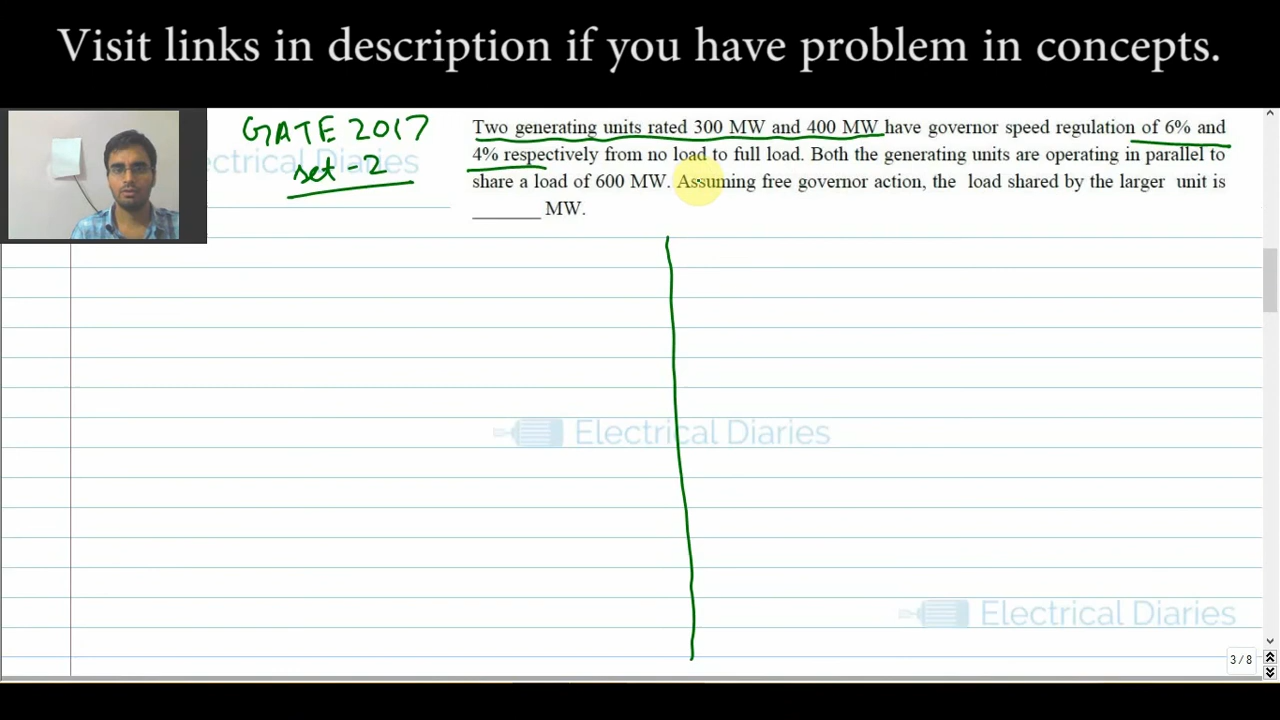 Visit links in description if you have problem in concepts.
GATE 2017
set - 2
ectrical Diaries
Two generating units rated 300 MW and 400 MW have governor speed regulation of 6% and
4% respectively from no load to full load. Both the generating units are operating in parallel to
share a load of 600 MW. Assuming free governor action, the load shared by the larger unit is
_______ MW.
Electrical Diaries
Electrical Diaries
3 / 8